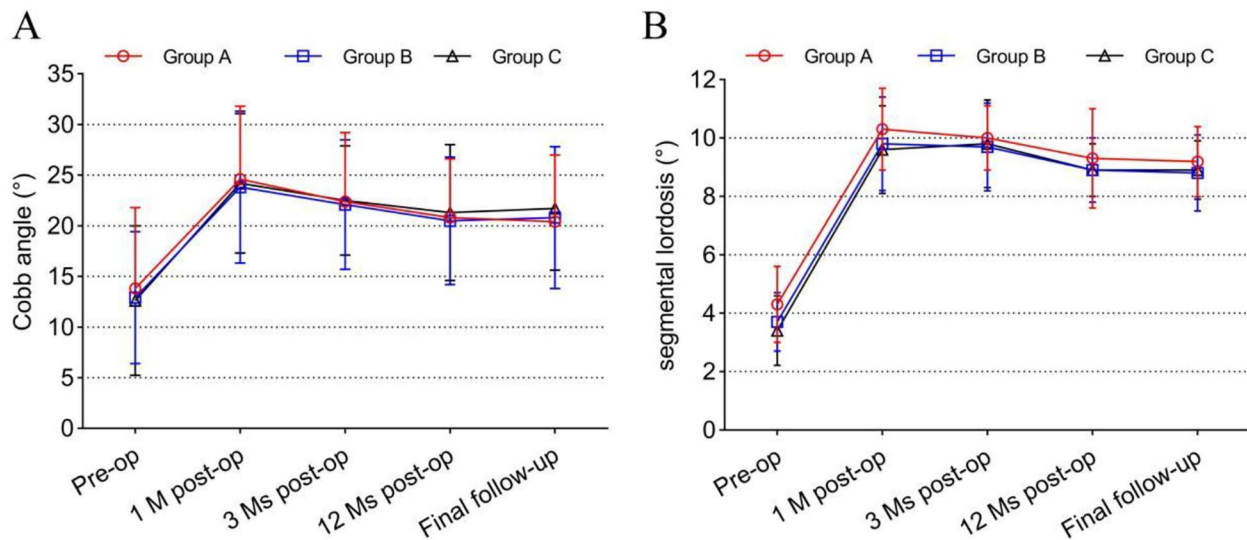 A
Group A Group B Group C
Cobb angle (°)
35
30
25
20
15
10
5
0
Pre-op
1 M post-op
3 Ms post-op
12 Ms post-op
Final follow-up
B
Group A Group B Group C
segmental lordosis (°)
12
10
8
6
4
2
0
Pre-op
1 M post-op
3 Ms post-op
12 Ms post-op
Final follow-up